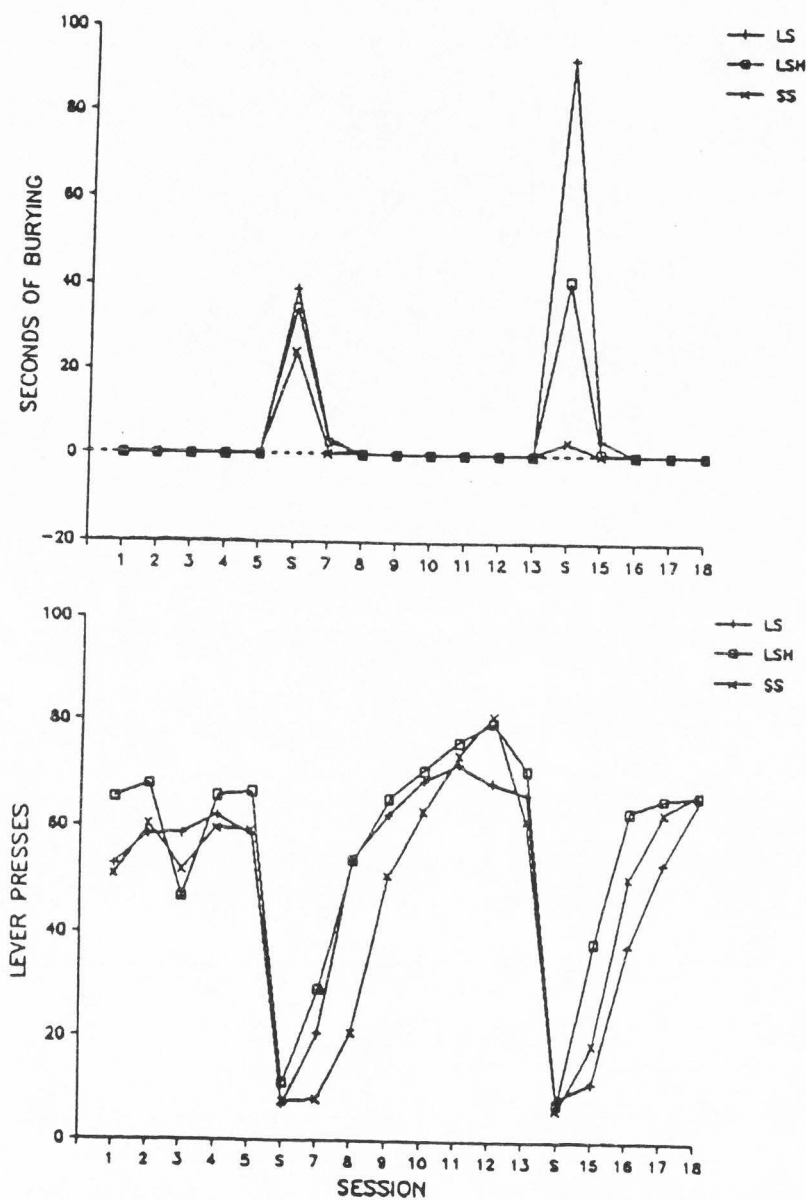 100
80
60
40
20
0
-20
SECONDS OF BURYING
LS
LSH
SS
1 2 3 4 5 S 7 8 9 10 11 12 13 S 15 16 17 18
100
80
60
40
20
0
LEVER PRESSES
LS
LSH
SS
1 2 3 4 5 S 7 8 9 10 11 12 13 S 15 16 17 18
SESSION